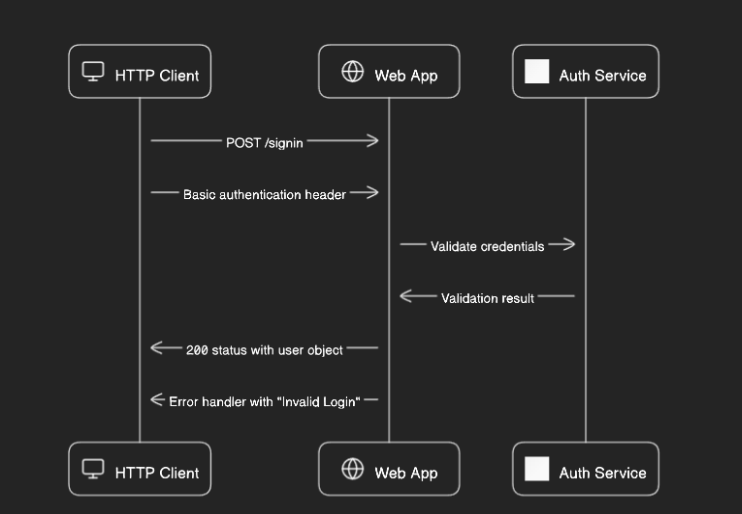 HTTP Client
Web App
Auth Service
POST /signin
Basic authentication header
Validate credentials
Validation result
200 status with user object
Error handler with "Invalid Login"
HTTP Client
Web App
Auth Service